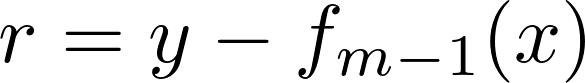 r = y − f_{m−1}(x)